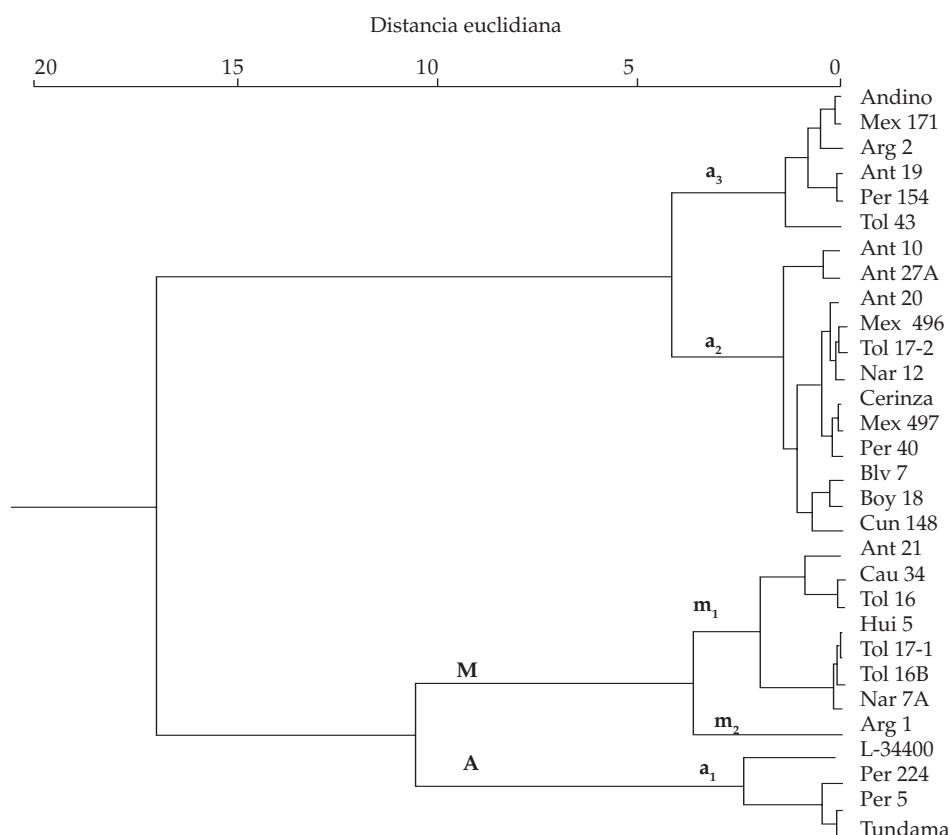 Distancia euclidiana
20 15 10 5 0
Andino
Mex 171
Arg 2
a3 Ant 19
Per 154
Tol 43
Ant 10
Ant 27A
Ant 20
Mex 496
a2 Tol 17-2
Nar 12
Cerinza
Mex 497
Per 40
Blv 7
Boy 18
Cun 148
Ant 21
Cau 34
m1 Tol 16
Hui 5
Tol 17-1
M Tol 16B
Nar 7A
m2 Arg 1
L-34400
A a1 Per 224
Per 5
Tundama